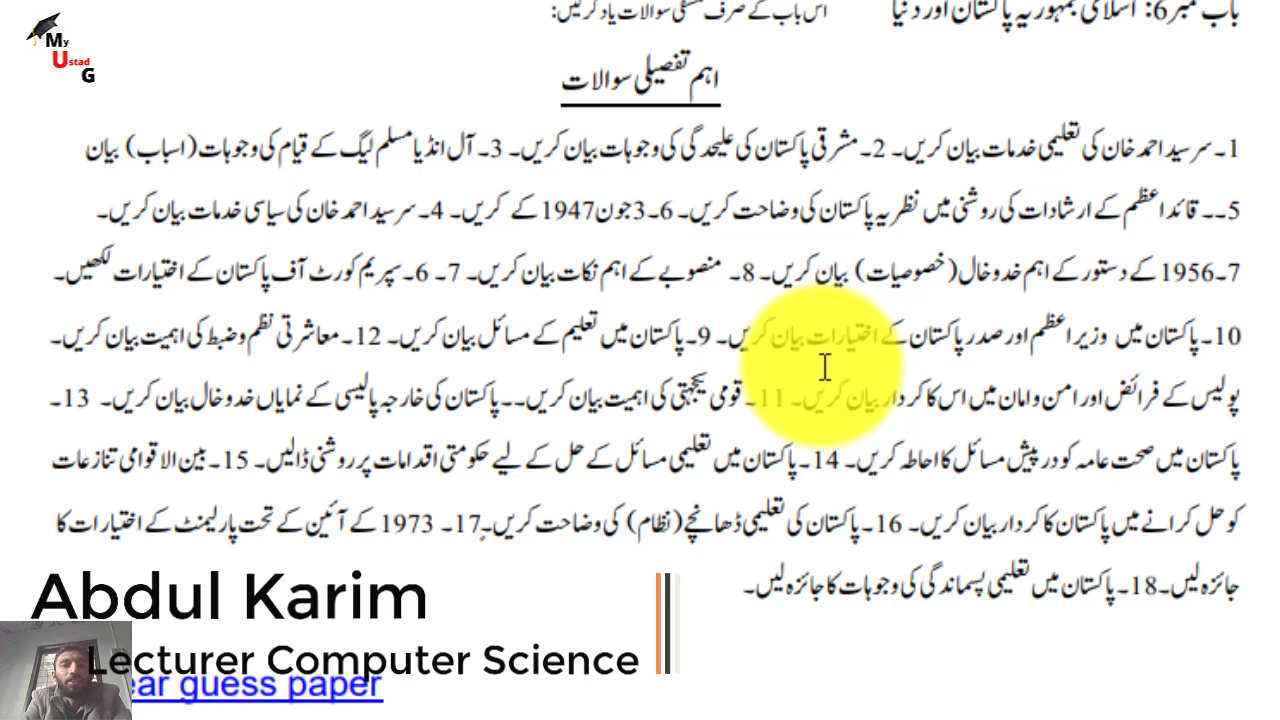 My
Ustad
G
باب نمبر 6: اسلامی جمہوریہ پاکستان اور دنیا اس باب کے صرف مشقی سوالات یاد کر لیں:
اہم تفصیلی سوالات
1۔ سر سید احمد خان کی تعلیمی خدمات بیان کریں۔ 2۔ مشرقی پاکستان کی علیحدگی کی وجوہات بیان کریں۔ 3۔ آل انڈیا مسلم لیگ کے قیام کی وجوہات (اسباب) بیان
5۔۔ قائد اعظم کے ارشادات کی روشنی میں نظریہ پاکستان کی وضاحت کریں۔ 6۔ 3 جون 1947 کے کریں۔ 4۔ سر سید احمد خان کی سیاسی خدمات بیان کریں۔
7۔ 1956 کے دستور کے اہم خدوخال (خصوصیات) بیان کریں۔ 8۔ منصوبے کے اہم نکات بیان کریں۔ 7۔ 6۔ سپریم کورٹ آف پاکستان کے اختیارات لکھیں۔
10۔ پاکستان میں وزیر اعظم اور صدر پاکستان کے اختیارات بیان کریں۔ 9۔ پاکستان میں تعلیم کے مسائل بیان کریں۔ 12۔ معاشرتی نظم و ضبط کی اہمیت بیان کریں۔
پولیس کے فرائض اور امن و امان میں اس کا کردار بیان کریں۔ 11۔ قومی یکجہتی کی اہمیت بیان کریں۔۔ پاکستان کی خارجہ پالیسی کے نمایاں خدوخال بیان کریں۔ 13۔
پاکستان میں صحت عامہ کو درپیش مسائل کا احاطہ کریں۔ 14۔ پاکستان میں تعلیمی مسائل کے حل کے لیے حکومتی اقدامات پر روشنی ڈالیں۔ 15۔ بین الاقوامی تنازعات
کو حل کرانے میں پاکستان کا کردار بیان کریں۔ 16۔ پاکستان کی تعلیمی ڈھانچے (نظام) کی وضاحت کریں۔ 17۔ 1973 کے آئین کے تحت پارلیمنٹ کے اختیارات کا
جائزہ لیں۔ 18۔ پاکستان میں تعلیمی پسماندگی کی وجوہات کا جائزہ لیں۔
Abdul Karim
Lecturer Computer Science
ear guess paper